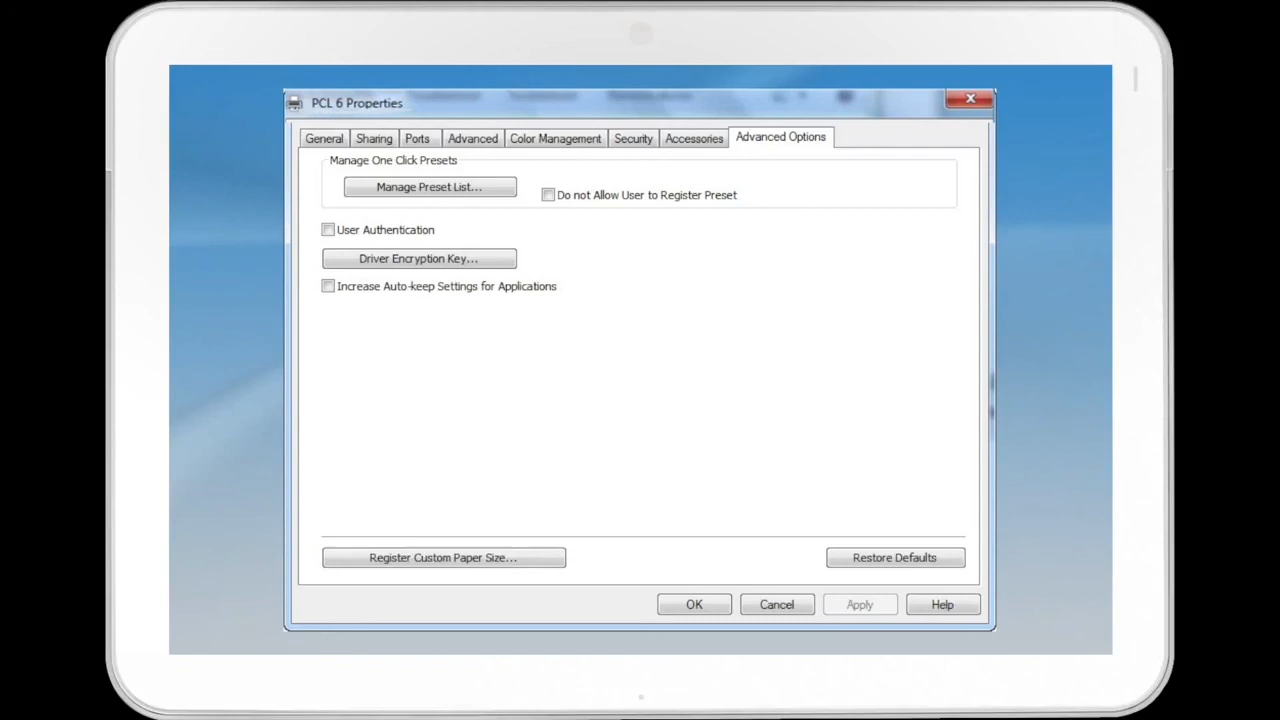 PCL 6 Properties
General Sharing Ports Advanced Color Management Security Accessories Advanced Options
Manage One Click Presets
Manage Preset List...
Do not Allow User to Register Preset
User Authentication
Driver Encryption Key...
Increase Auto-keep Settings for Applications
Register Custom Paper Size...
Restore Defaults
OK Cancel Apply Help